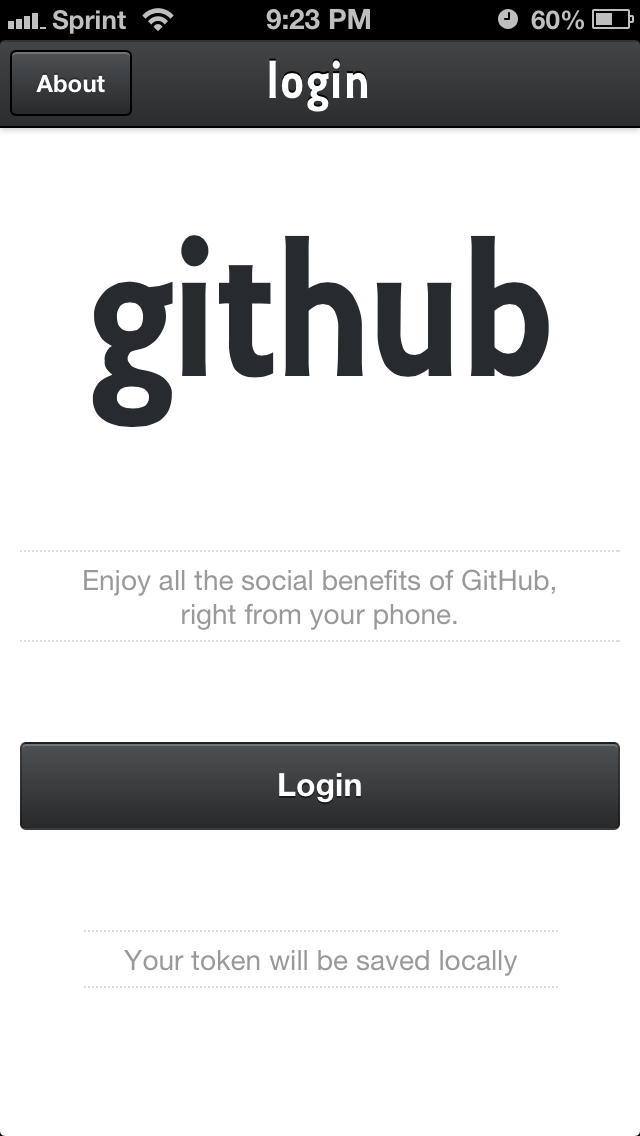 Sprint 9:23 PM 60%
About login
github
Enjoy all the social benefits of GitHub,
right from your phone.
Login
Your token will be saved locally